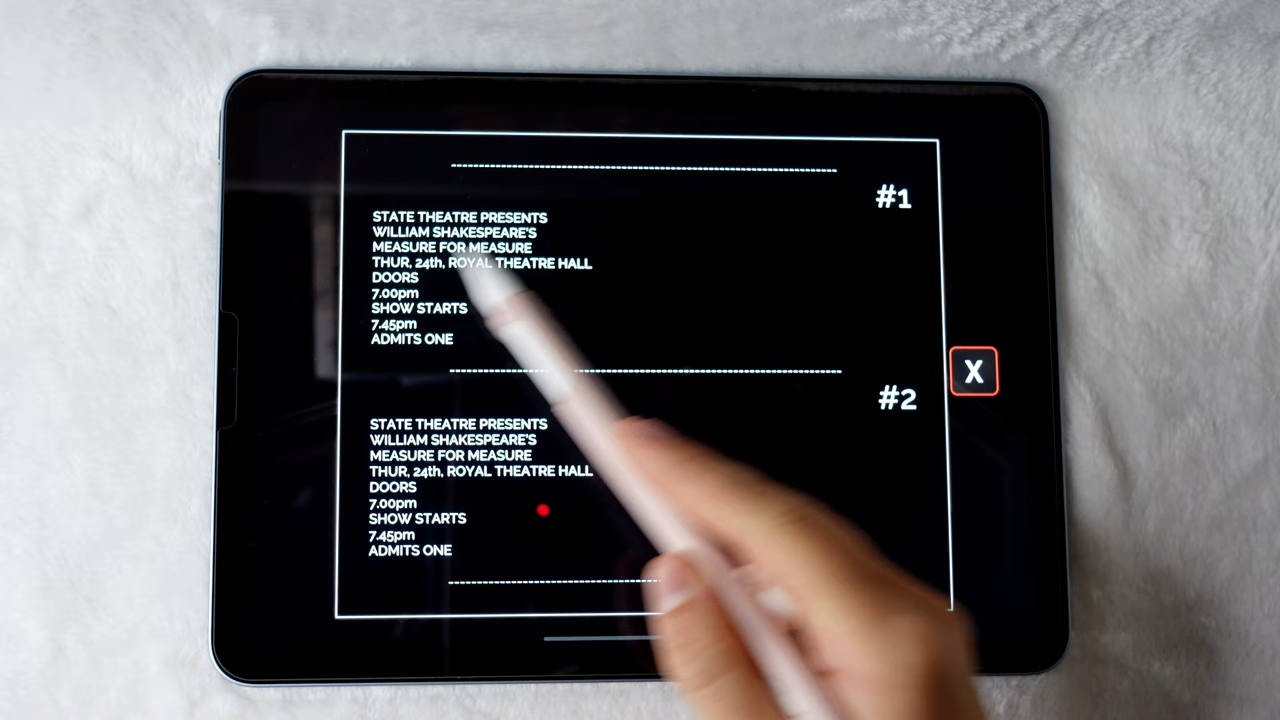 #1
STATE THEATRE PRESENTS
WILLIAM SHAKESPEARE'S
MEASURE FOR MEASURE
THUR, 24th, ROYAL THEATRE HALL
DOORS
7.00pm
SHOW STARTS
7.45pm
ADMITS ONE
X
#2
STATE THEATRE PRESENTS
WILLIAM SHAKESPEARE'S
MEASURE FOR MEASURE
THUR, 24th, ROYAL THEATRE HALL
DOORS
7.00pm
SHOW STARTS
7.45pm
ADMITS ONE